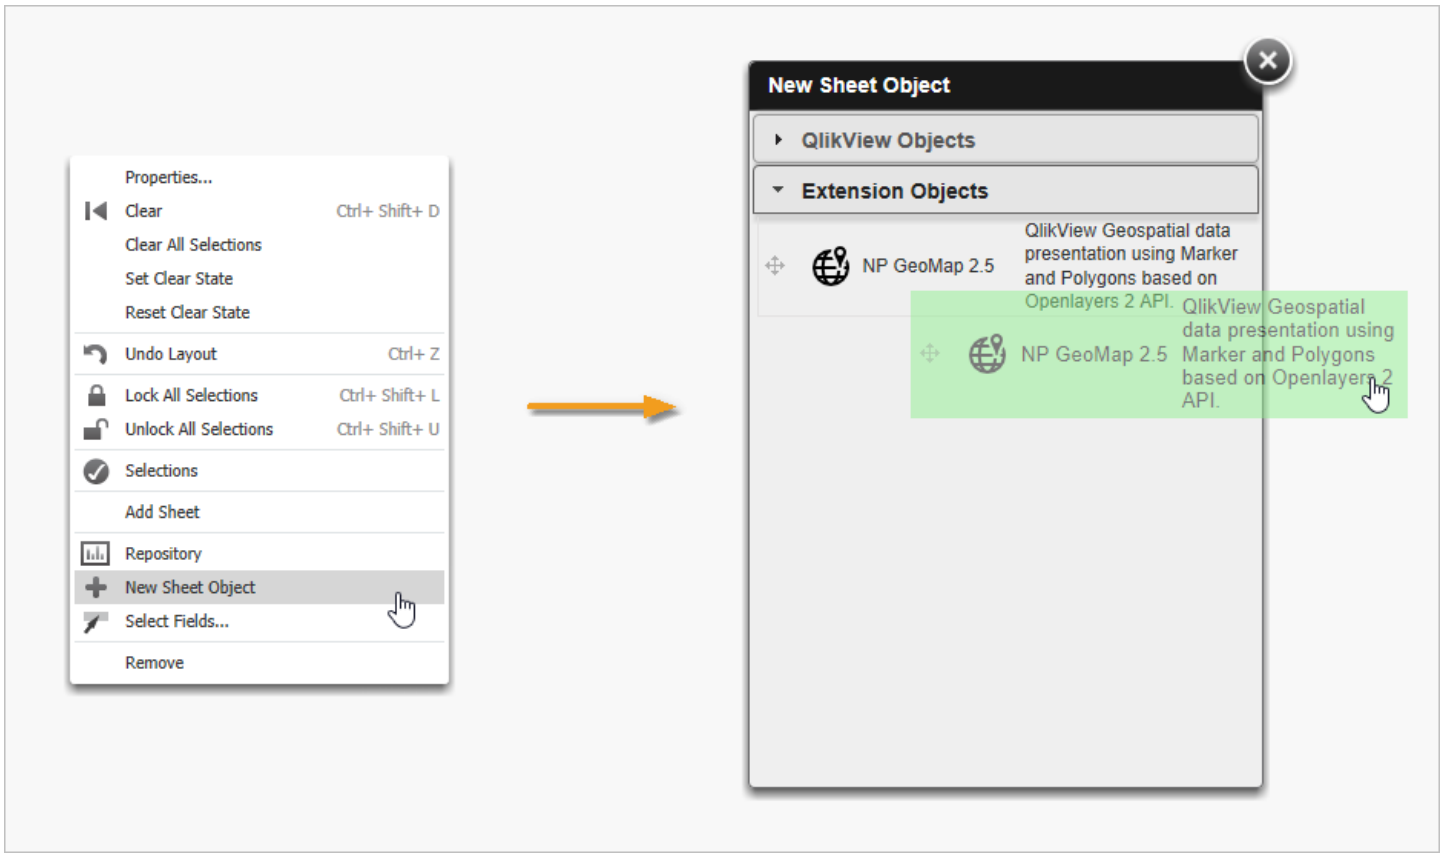 Properties...
Clear Ctrl+ Shift+ D
Clear All Selections
Set Clear State
Reset Clear State
Undo Layout Ctrl+ Z
Lock All Selections Ctrl+ Shift+ L
Unlock All Selections Ctrl+ Shift+ U
Selections
Add Sheet
Repository
New Sheet Object
Select Fields...
Remove
New Sheet Object
QlikView Objects
Extension Objects
NP GeoMap 2.5
QlikView Geospatial data
presentation using Marker
and Polygons based on
Openlayers 2 API.
NP GeoMap 2.5
QlikView Geospatial
data presentation using
Marker and Polygons
based on Openlayers 2
API.